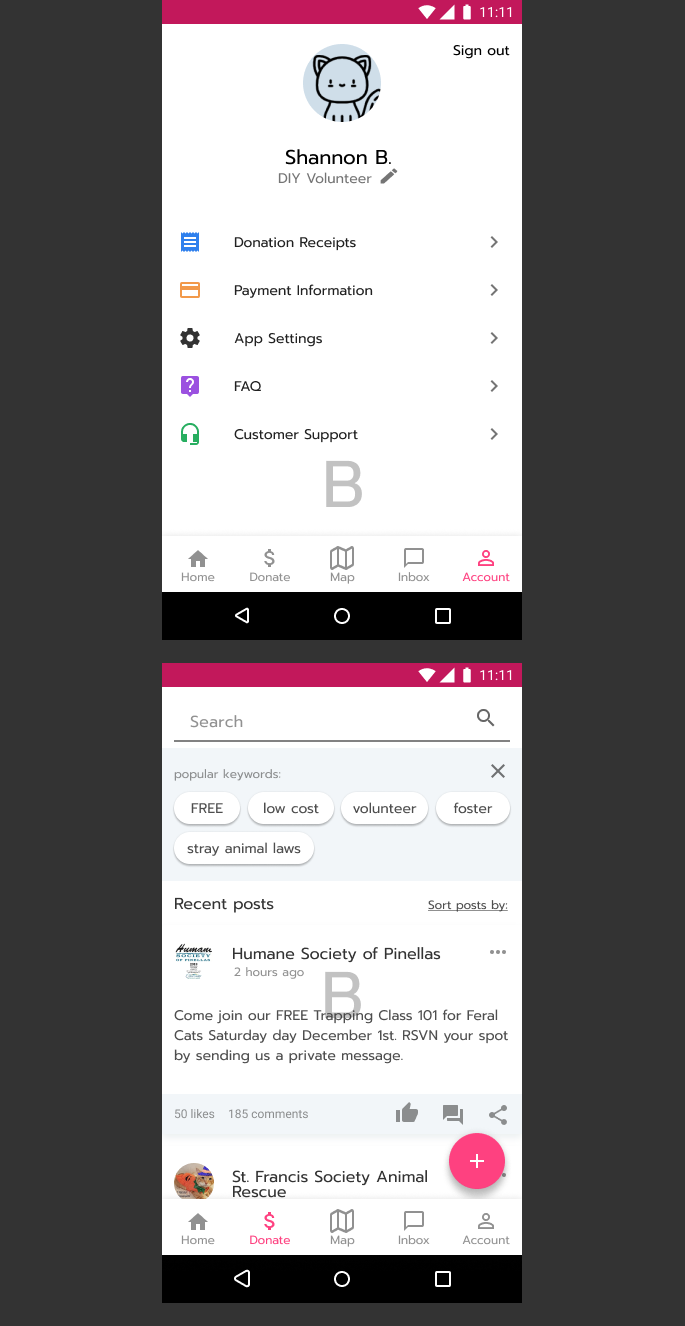 11:11
Sign out
Shannon B.
DIY Volunteer
Donation Receipts
Payment Information
App Settings
FAQ
Customer Support
B
Home Donate Map Inbox Account
11:11
Search
popular keywords:
FREE low cost volunteer foster
stray animal laws
Recent posts Sort posts by:
Humane
SOCIETY
OF PINELLAS
Humane Society of Pinellas
2 hours ago
B
Come join our FREE Trapping Class 101 for Feral
Cats Saturday day December 1st. RSVN your spot
by sending us a private message.
50 likes 185 comments
St. Francis Society Animal
Rescue
Home Donate Map Inbox Account